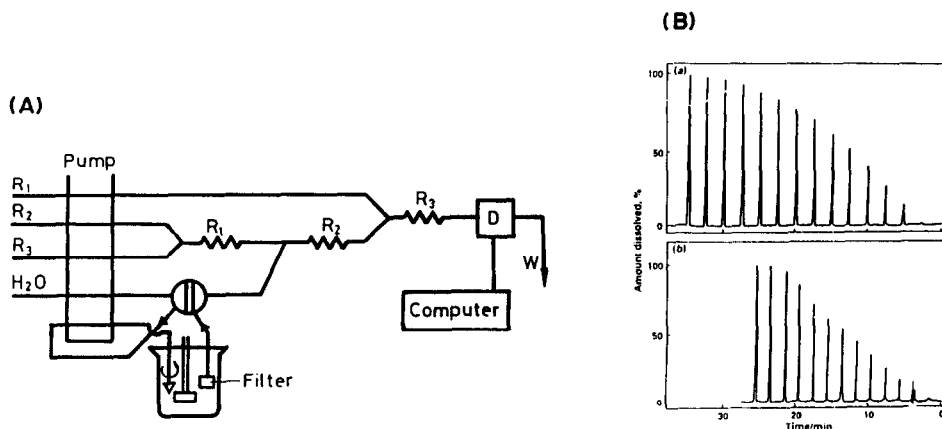 (A)
Pump
R1
R2
R3
H2O
R1
R2
R3
D
W
Computer
Filter
(B)
(a)
100
50
0
(b)
100
50
0
Amount dissolved, %
30 20 10 0
Time/min